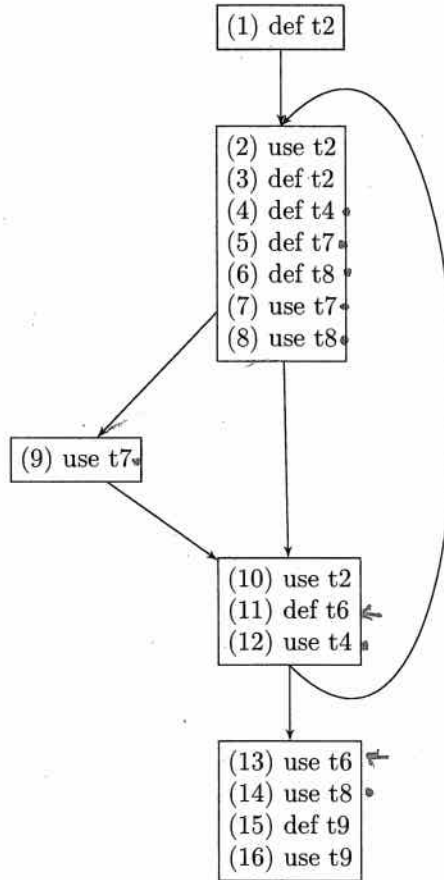 (1) def t2
(2) use t2
(3) def t2
(4) def t4
(5) def t7
(6) def t8
(7) use t7
(8) use t8
(9) use t7
(10) use t2
(11) def t6
(12) use t4
(13) use t6
(14) use t8
(15) def t9
(16) use t9